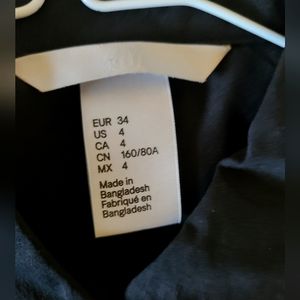 EUR 34
US 4
CA 4
CN 160/80A
MX 4
Made in
Bangladesh
Fabriqué en
Bangladesh